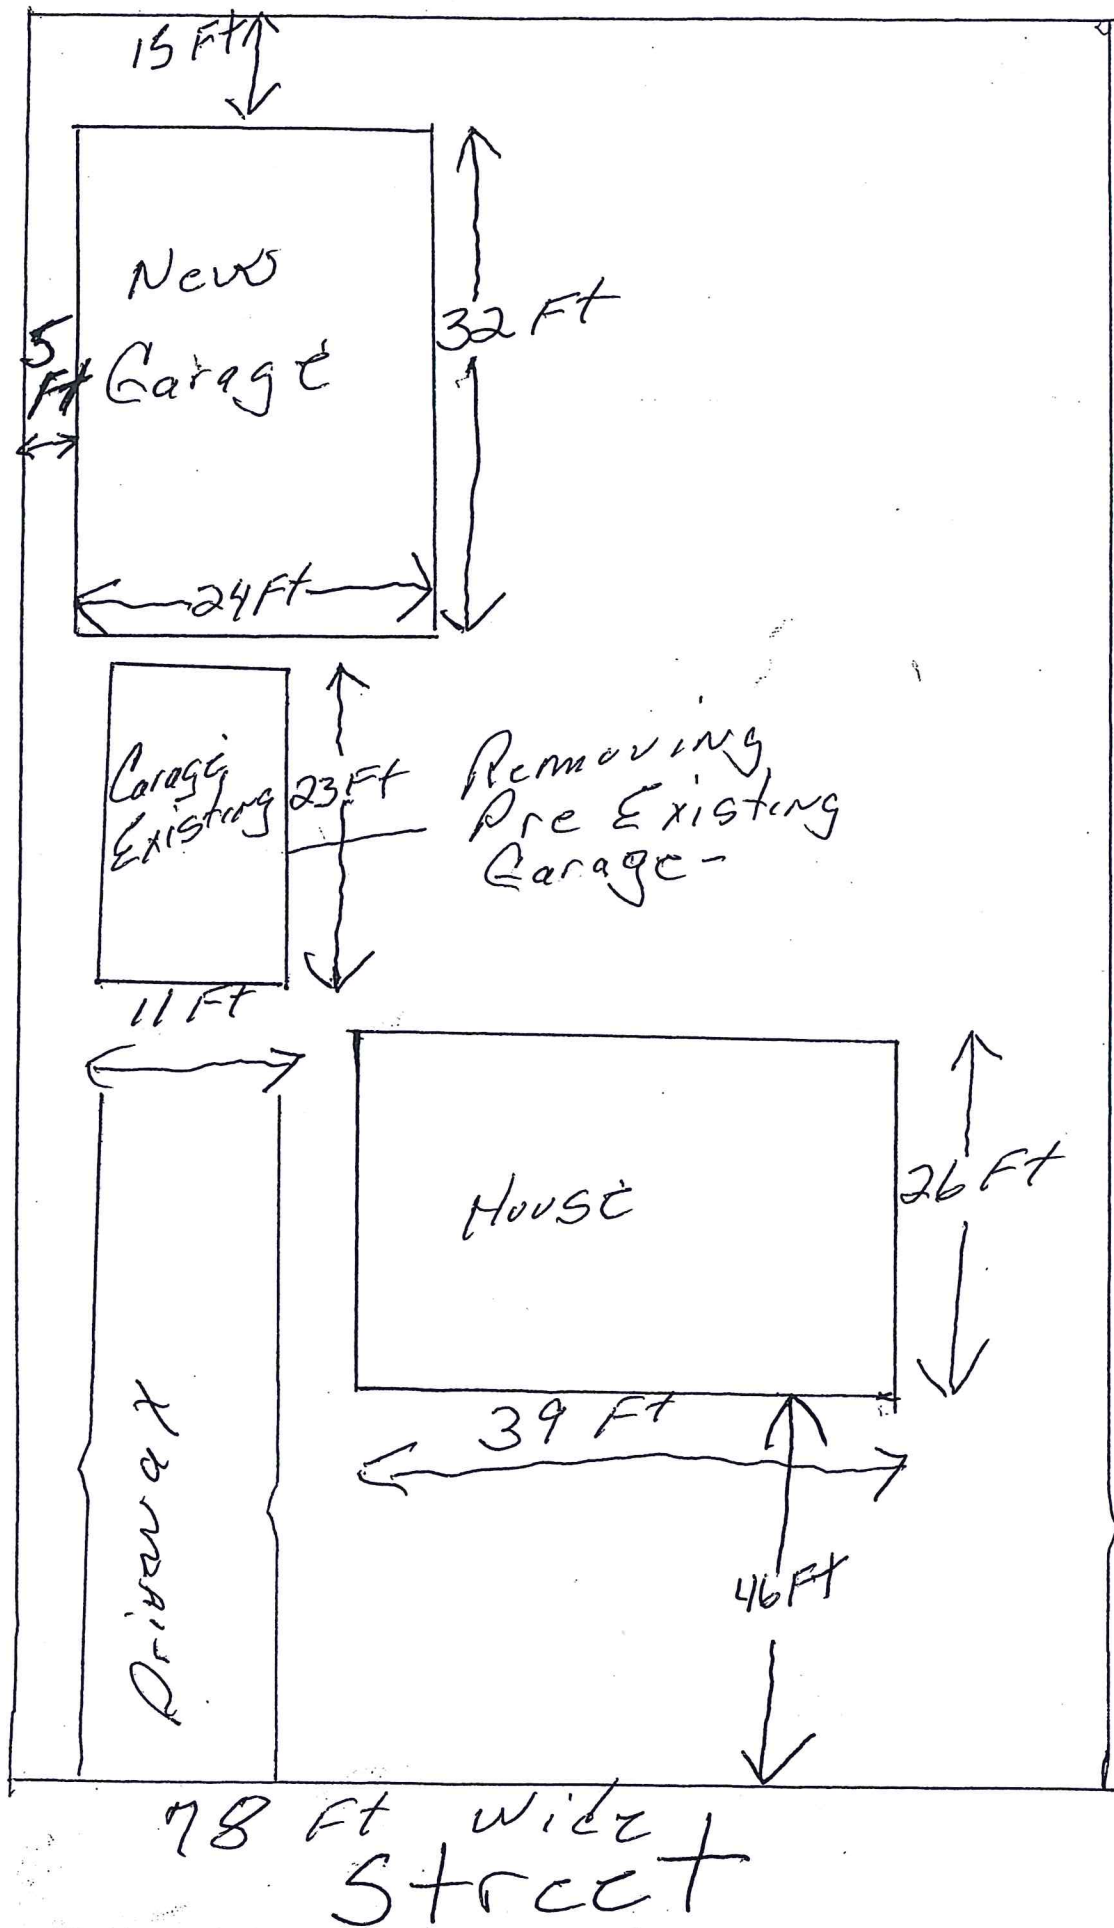 15 Ft
New
Garage
32 Ft
5
Ft
24 Ft
Garage
Existing
23 Ft
Remmoving
Pre Existing
Garage-
11 Ft
House
26 Ft
39 Ft
46 Ft
Driveway
78 Ft Wide
Street